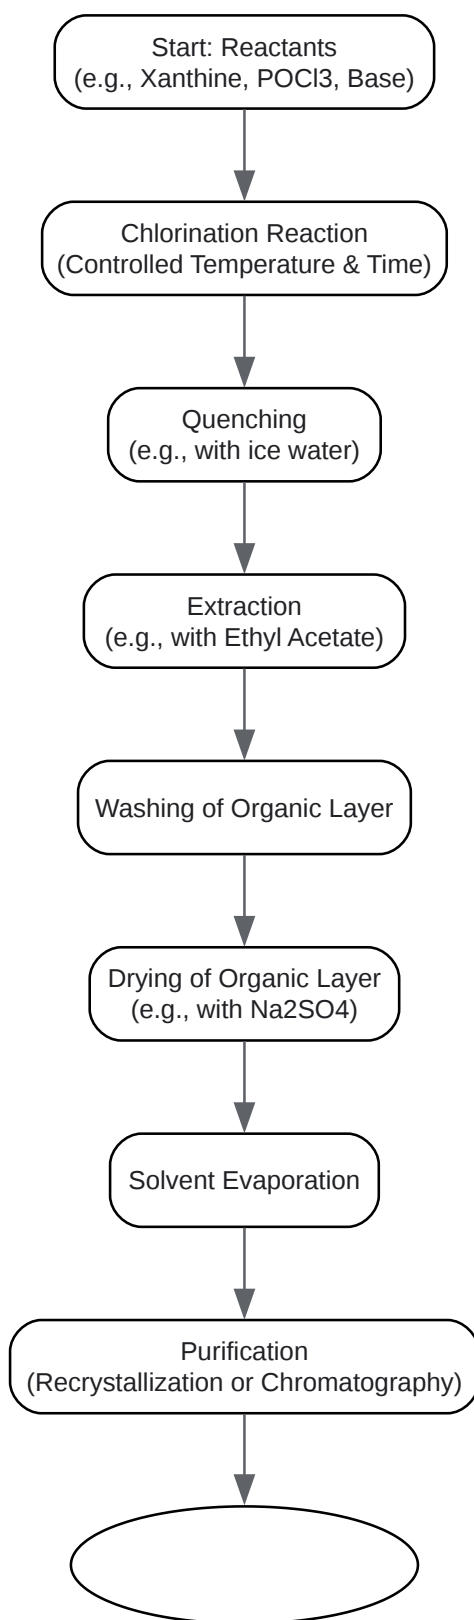 Start: Reactants
(e.g., Xanthine, POCl3, Base)
Chlorination Reaction
(Controlled Temperature & Time)
Quenching
(e.g., with ice water)
Extraction
(e.g., with Ethyl Acetate)
Washing of Organic Layer
Drying of Organic Layer
(e.g., with Na2SO4)
Solvent Evaporation
Purification
(Recrystallization or Chromatography)